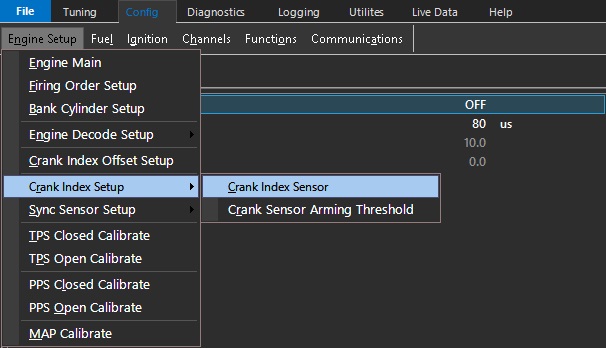 File Tuning Config Diagnostics Logging Utilites Live Data Help
Engine Setup Fuel Ignition Channels Functions Communications
Engine Main
Firing Order Setup
OFF
Bank Cylinder Setup
80 us
Engine Decode Setup
10.0
Crank Index Offset Setup
0.0
Crank Index Setup
Crank Index Sensor
Sync Sensor Setup
Crank Sensor Arming Threshold
TPS Closed Calibrate
TPS Open Calibrate
PPS Closed Calibrate
PPS Open Calibrate
MAP Calibrate